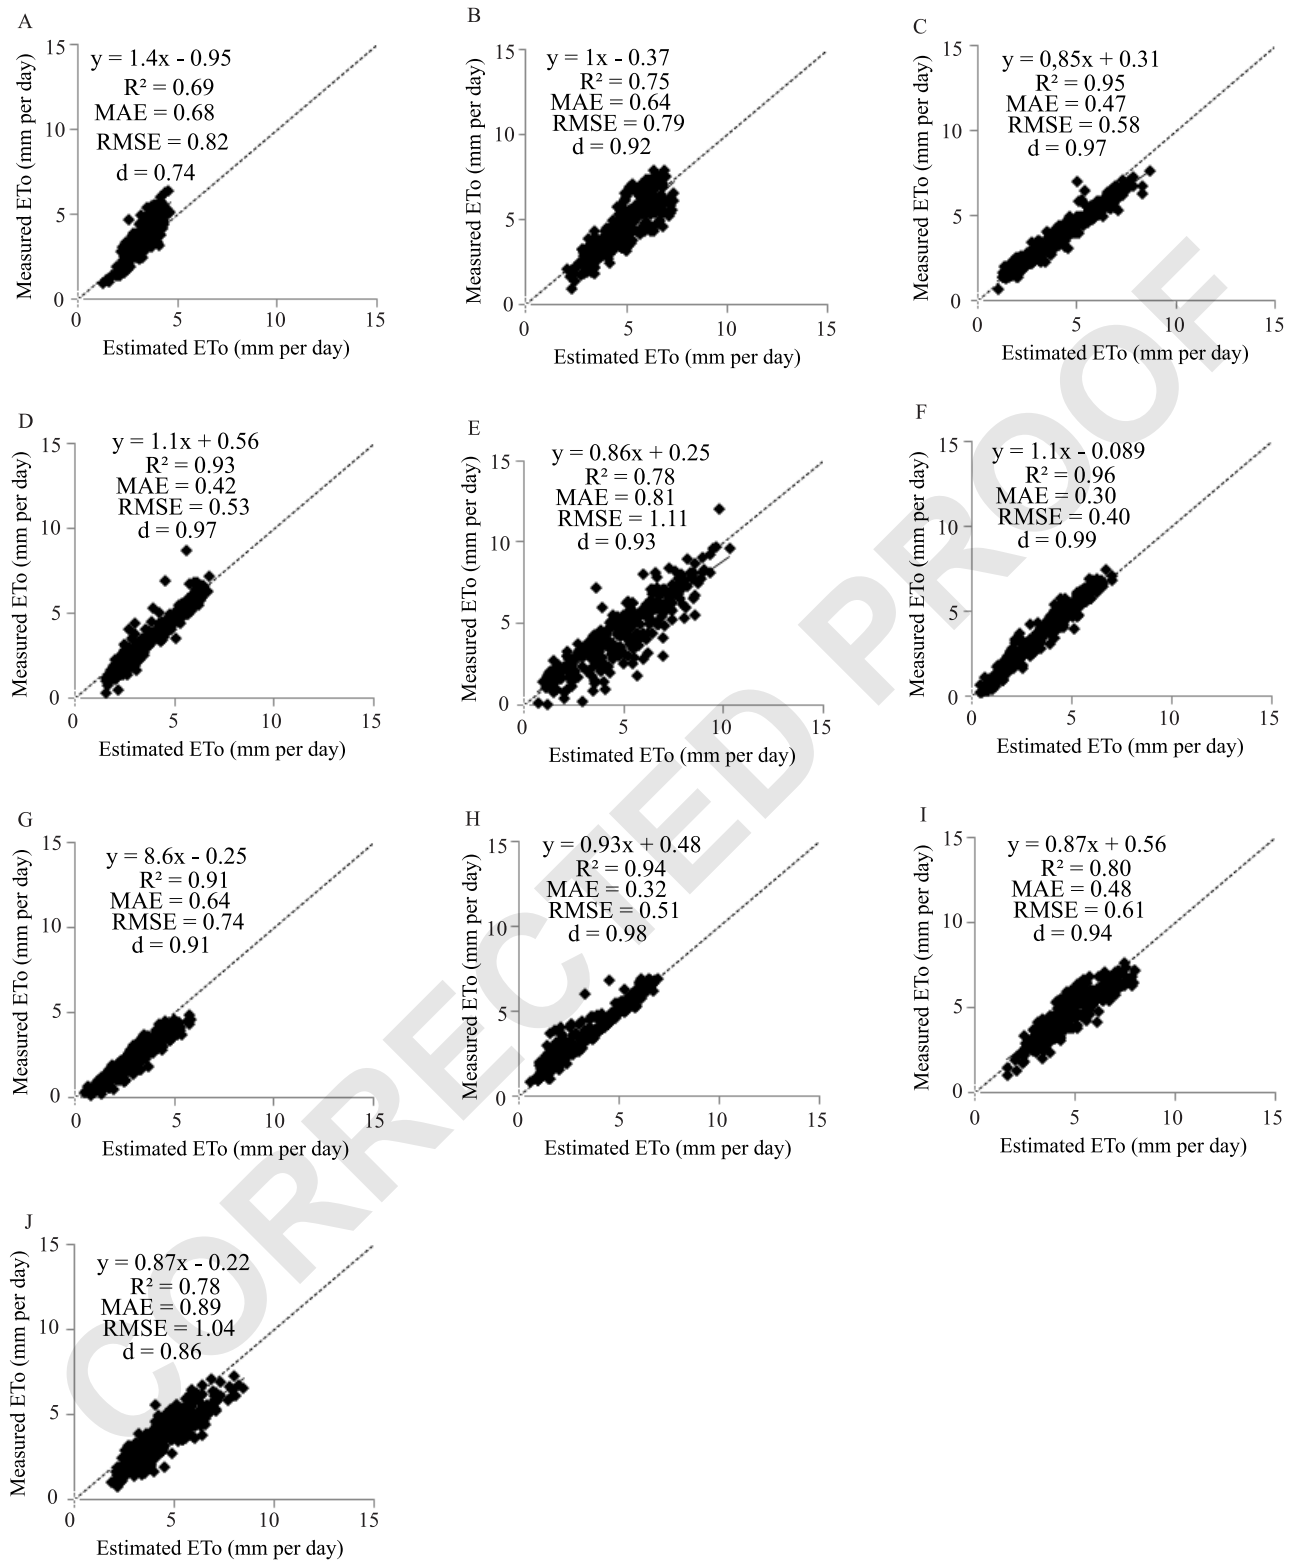 A
y = 1.4x - 0.95
R² = 0.69
MAE = 0.68
RMSE = 0.82
d = 0.74
15
10
5
0
0 5 10 15
Measured ETo (mm per day)
Estimated ETo (mm per day)
B
y = 1x - 0.37
R² = 0.75
MAE = 0.64
RMSE = 0.79
d = 0.92
15
10
5
0
0 5 10 15
Measured ETo (mm per day)
Estimated ETo (mm per day)
C
y = 0,85x + 0.31
R² = 0.95
MAE = 0.47
RMSE = 0.58
d = 0.97
15
10
5
0
0 5 10 15
Measured ETo (mm per day)
Estimated ETo (mm per day)
D
y = 1.1x + 0.56
R² = 0.93
MAE = 0.42
RMSE = 0.53
d = 0.97
15
10
5
0
0 5 10 15
Measured ETo (mm per day)
Estimated ETo (mm per day)
E
y = 0.86x + 0.25
R² = 0.78
MAE = 0.81
RMSE = 1.11
d = 0.93
15
10
5
0
0 5 10 15
Measured ETo (mm per day)
Estimated ETo (mm per day)
F
y = 1.1x - 0.089
R² = 0.96
MAE = 0.30
RMSE = 0.40
d = 0.99
15
10
5
0
0 5 10 15
Measured ETo (mm per day)
Estimated ETo (mm per day)
G
y = 8.6x - 0.25
R² = 0.91
MAE = 0.64
RMSE = 0.74
d = 0.91
15
10
5
0
0 5 10 15
Measured ETo (mm per day)
Estimated ETo (mm per day)
H
y = 0.93x + 0.48
R² = 0.94
MAE = 0.32
RMSE = 0.51
d = 0.98
15
10
5
0
0 5 10 15
Measured ETo (mm per day)
Estimated ETo (mm per day)
I
y = 0.87x + 0.56
R² = 0.80
MAE = 0.48
RMSE = 0.61
d = 0.94
15
10
5
0
0 5 10 15
Measured ETo (mm per day)
Estimated ETo (mm per day)
J
y = 0.87x - 0.22
R² = 0.78
MAE = 0.89
RMSE = 1.04
d = 0.86
15
10
5
0
0 5 10 15
Measured ETo (mm per day)
Estimated ETo (mm per day)
CORRECTED PROOF